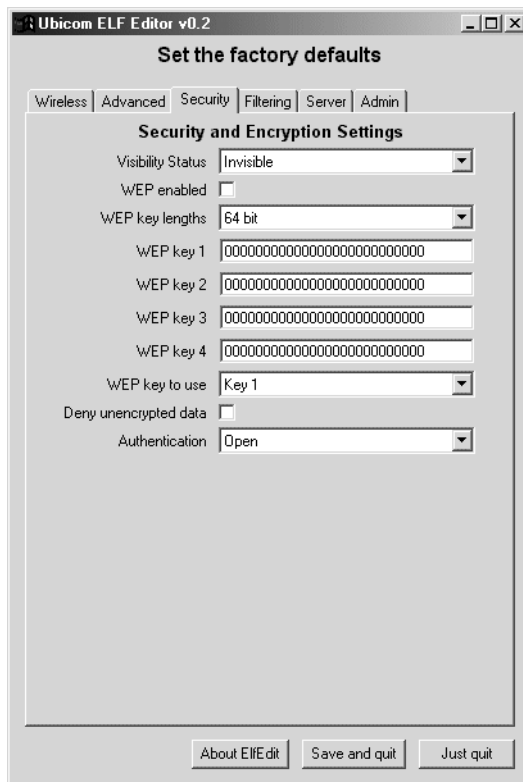 Ubicom ELF Editor v0.2
Set the factory defaults
Wireless Advanced Security Filtering Server Admin
Security and Encryption Settings
Visibility Status Invisible
WEP enabled
WEP key lengths 64 bit
WEP key 1 00000000000000000000000000
WEP key 2 00000000000000000000000000
WEP key 3 00000000000000000000000000
WEP key 4 00000000000000000000000000
WEP key to use Key 1
Deny unencrypted data
Authentication Open
About ElfEdit Save and quit Just quit